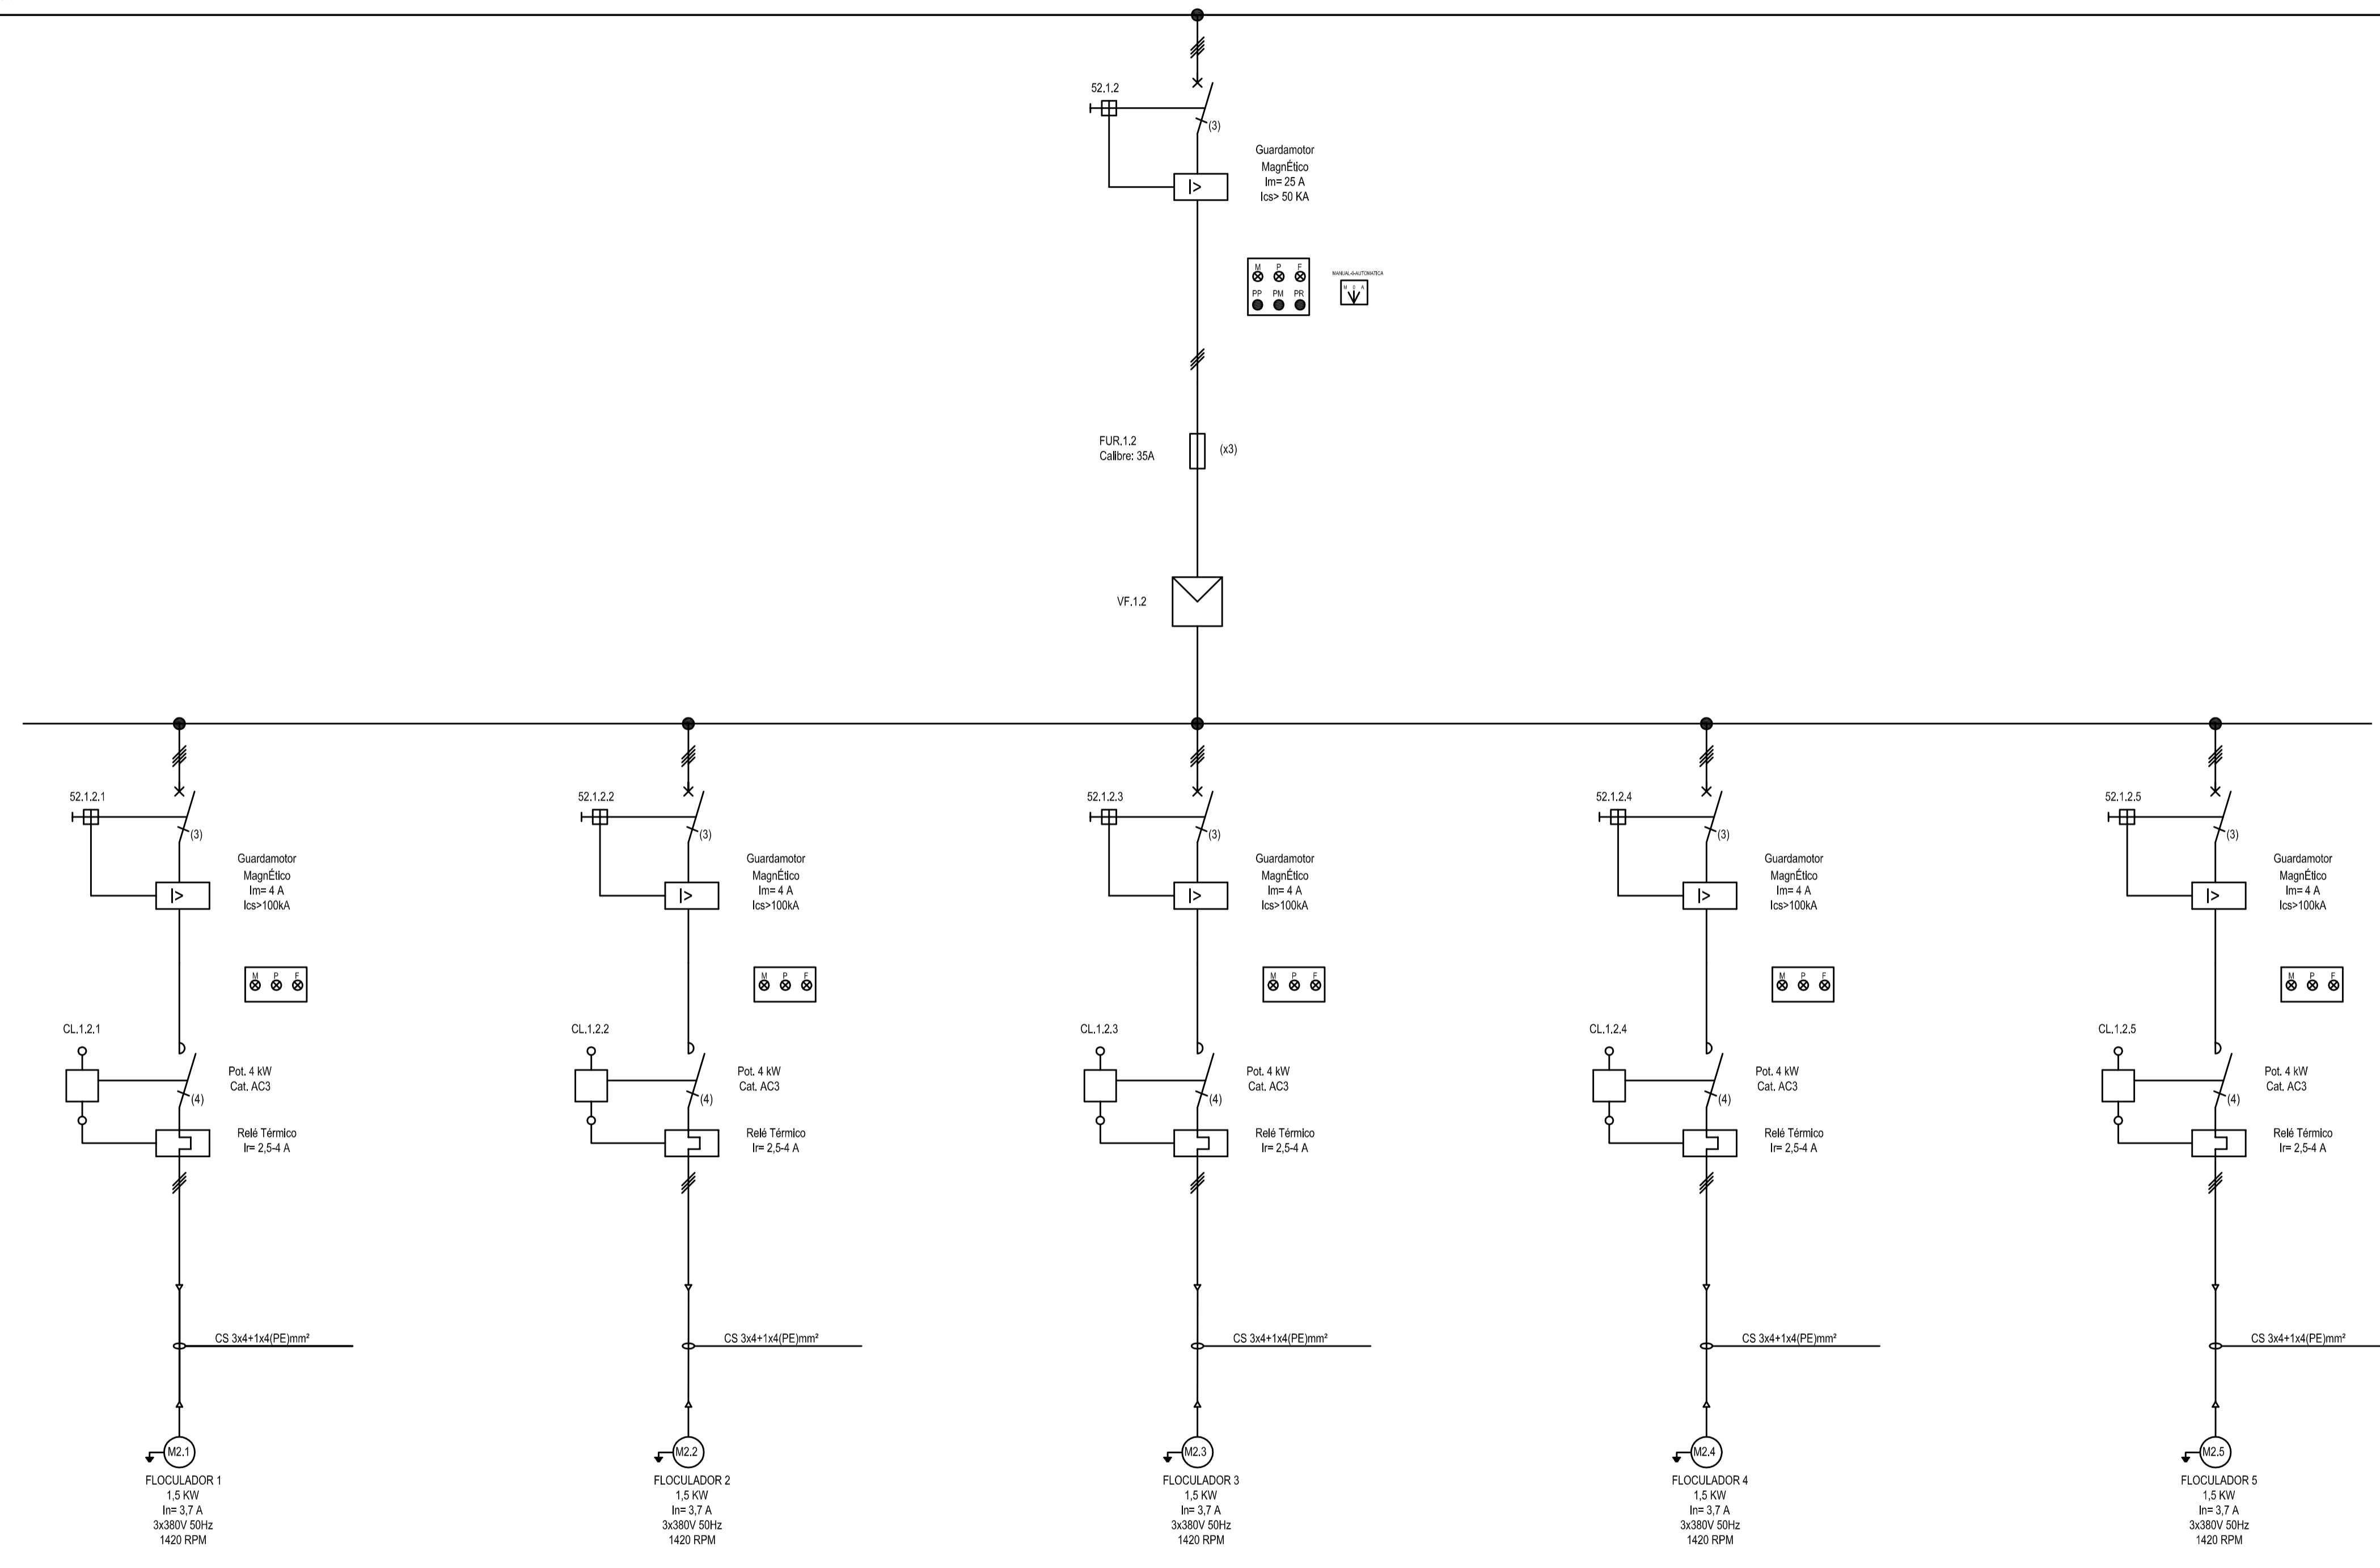 52.1.2
(3)
Guardamotor
MagnÉtico
Im= 25 A
Ics> 50 KA
I>
M P F
PP PM PR
MANUAL-0-AUTOMATICA
M 0 A
FUR.1.2
Calibre: 35A
(x3)
VF.1.2
52.1.2.1
(3)
Guardamotor
MagnÉtico
Im= 4 A
Ics>100kA
I>
M P F
CL.1.2.1
Pot. 4 kW
Cat. AC3
(4)
Relé Térmico
Ir= 2,5-4 A
CS 3x4+1x4(PE)mm²
M2.1
FLOCULADOR 1
1,5 KW
In= 3,7 A
3x380V 50Hz
1420 RPM
52.1.2.2
(3)
Guardamotor
MagnÉtico
Im= 4 A
Ics>100kA
I>
M P F
CL.1.2.2
Pot. 4 kW
Cat. AC3
(4)
Relé Térmico
Ir= 2,5-4 A
CS 3x4+1x4(PE)mm²
M2.2
FLOCULADOR 2
1,5 KW
In= 3,7 A
3x380V 50Hz
1420 RPM
52.1.2.3
(3)
Guardamotor
MagnÉtico
Im= 4 A
Ics>100kA
I>
M P F
CL.1.2.3
Pot. 4 kW
Cat. AC3
(4)
Relé Térmico
Ir= 2,5-4 A
CS 3x4+1x4(PE)mm²
M2.3
FLOCULADOR 3
1,5 KW
In= 3,7 A
3x380V 50Hz
1420 RPM
52.1.2.4
(3)
Guardamotor
MagnÉtico
Im= 4 A
Ics>100kA
I>
M P F
CL.1.2.4
Pot. 4 kW
Cat. AC3
(4)
Relé Térmico
Ir= 2,5-4 A
CS 3x4+1x4(PE)mm²
M2.4
FLOCULADOR 4
1,5 KW
In= 3,7 A
3x380V 50Hz
1420 RPM
52.1.2.5
(3)
Guardamotor
MagnÉtico
Im= 4 A
Ics>100kA
I>
M P F
CL.1.2.5
Pot. 4 kW
Cat. AC3
(4)
Relé Térmico
Ir= 2,5-4 A
CS 3x4+1x4(PE)mm²
M2.5
FLOCULADOR 5
1,5 KW
In= 3,7 A
3x380V 50Hz
1420 RPM